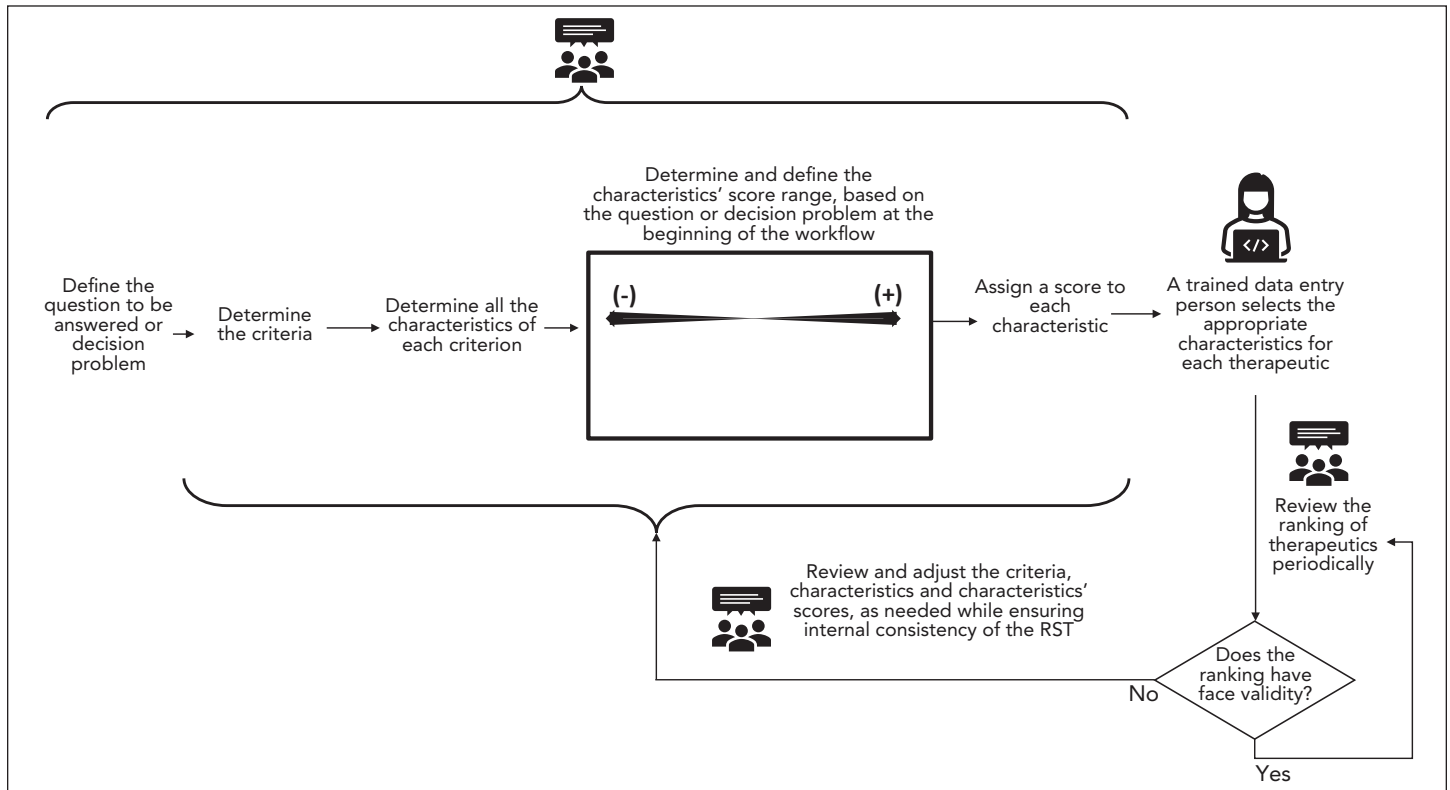 Define the
question to be
answered or
decision
problem
Determine
the criteria
Determine all the
characteristics of
each criterion
Determine and define the
characteristics’ score range, based on
the question or decision problem at the
beginning of the workflow
(-)
(+)
Assign a score to
each
characteristic
</>
A trained data entry
person selects the
appropriate
characteristics for
each therapeutic
Review the
ranking of
therapeutics
periodically
Review and adjust the criteria,
characteristics and characteristics’
scores, as needed while ensuring
internal consistency of the RST
Does the
ranking have
face validity?
No
Yes